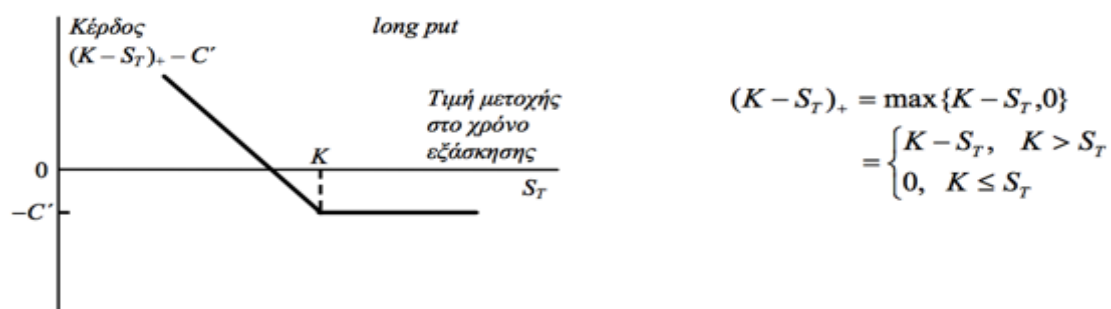 Κέρδος
(K – S_T)₊ – C′
long put
Τιμή μετοχής
στο χρόνο
εξάσκησης
K
0
S_T
–C′
(K – S_T)₊ = max{K – S_T,0}
= {K – S_T, K > S_T
0, K ≤ S_T